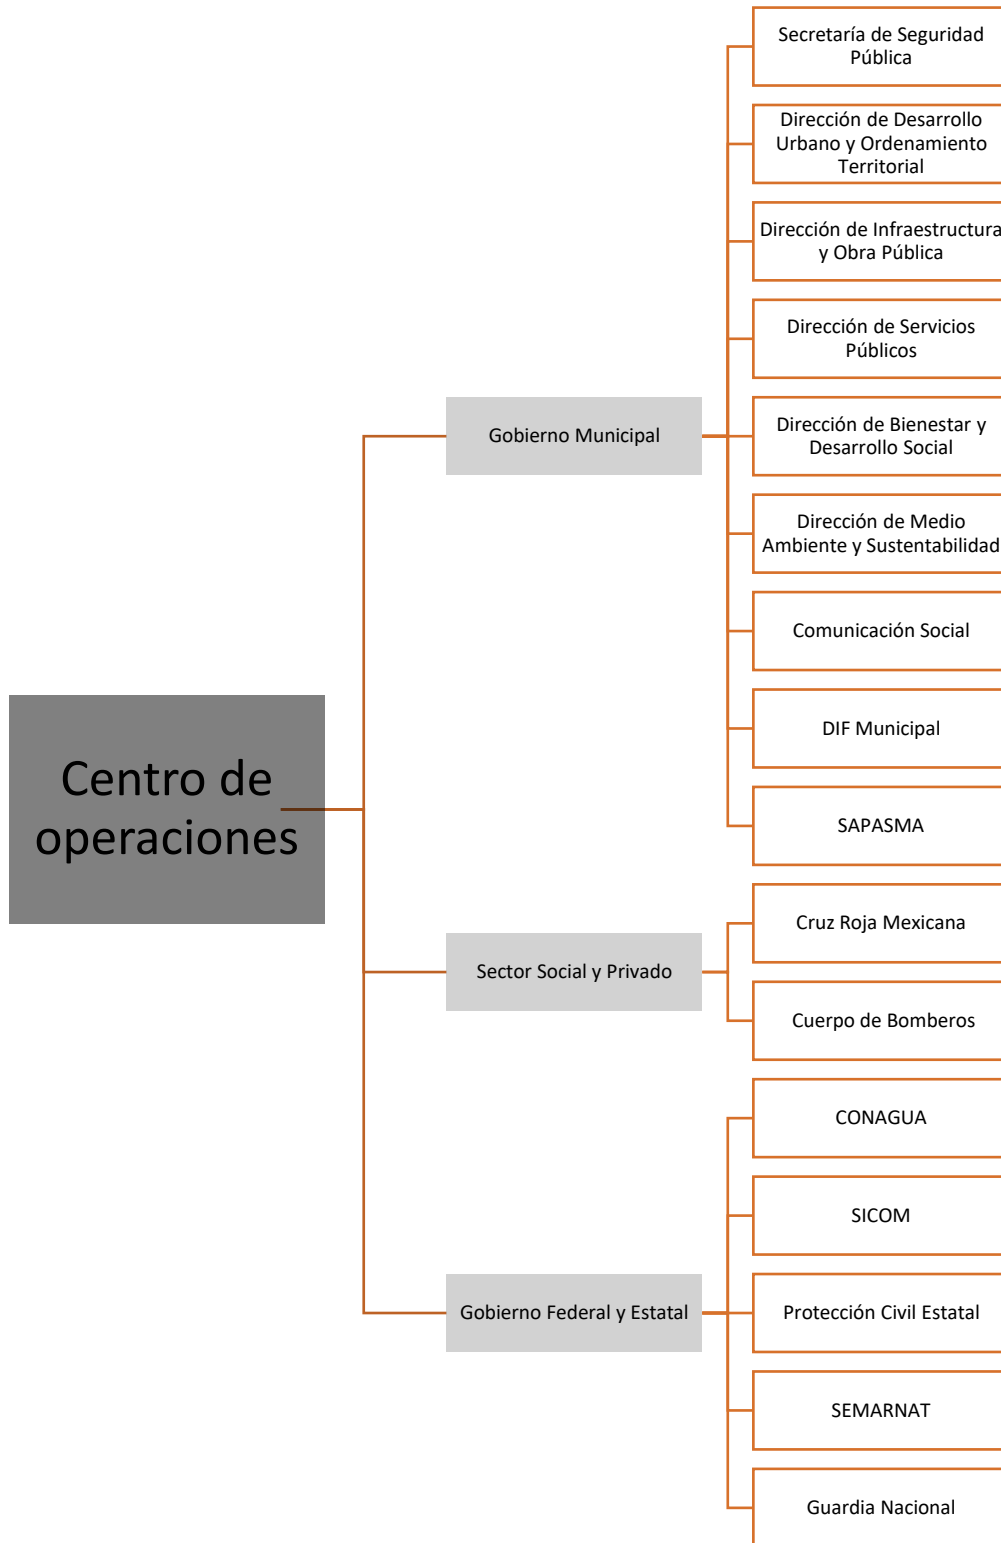 Centro de
operaciones
Gobierno Municipal
Secretaría de Seguridad
Pública
Dirección de Desarrollo
Urbano y Ordenamiento
Territorial
Dirección de Infraestructura
y Obra Pública
Dirección de Servicios
Públicos
Dirección de Bienestar y
Desarrollo Social
Dirección de Medio
Ambiente y Sustentabilidad
Comunicación Social
DIF Municipal
SAPASMA
Sector Social y Privado
Cruz Roja Mexicana
Cuerpo de Bomberos
Gobierno Federal y Estatal
CONAGUA
SICOM
Protección Civil Estatal
SEMARNAT
Guardia Nacional